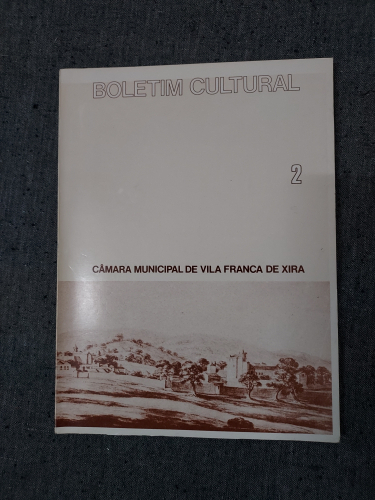 BOLETIM CULTURAL
2
CÂMARA MUNICIPAL DE VILA FRANCA DE XIRA